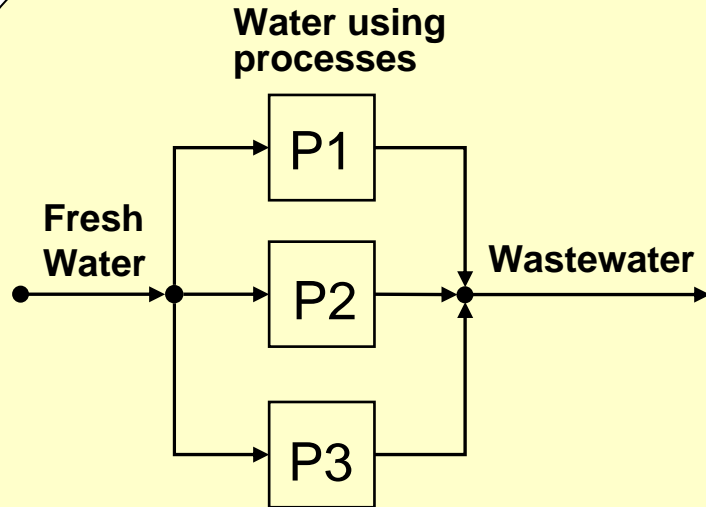 Water using
processes
P1
Fresh
Water
Wastewater
P2
P3